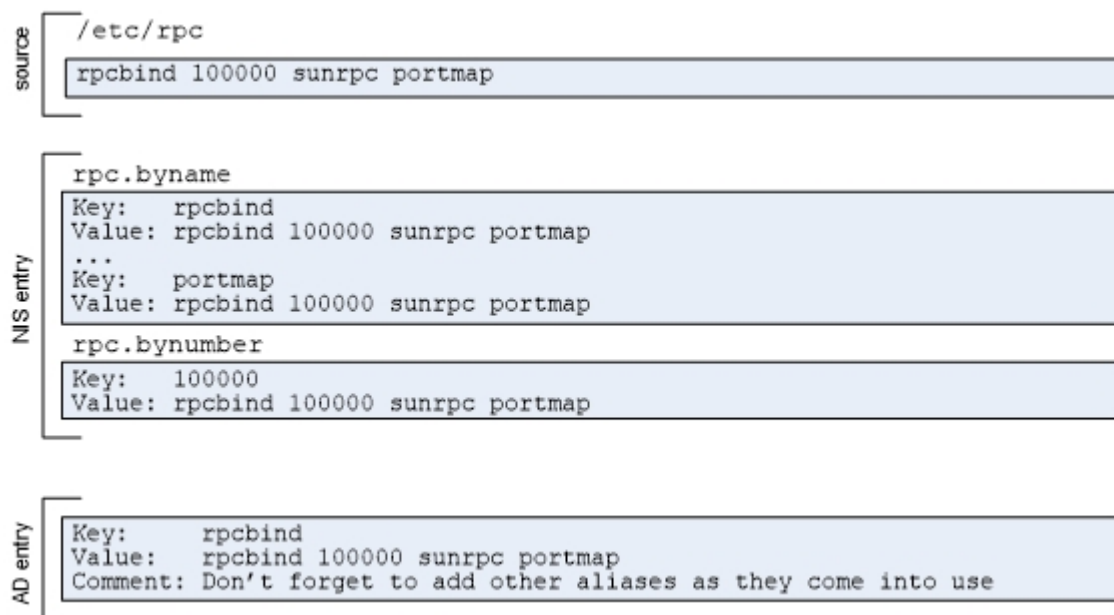 source
/etc/rpc
rpcbind 100000 sunrpc portmap
NIS entry
rpc.byname
Key: rpcbind
Value: rpcbind 100000 sunrpc portmap
...
Key: portmap
Value: rpcbind 100000 sunrpc portmap
rpc.bynumber
Key: 100000
Value: rpcbind 100000 sunrpc portmap
AD entry
Key: rpcbind
Value: rpcbind 100000 sunrpc portmap
Comment: Don't forget to add other aliases as they come into use